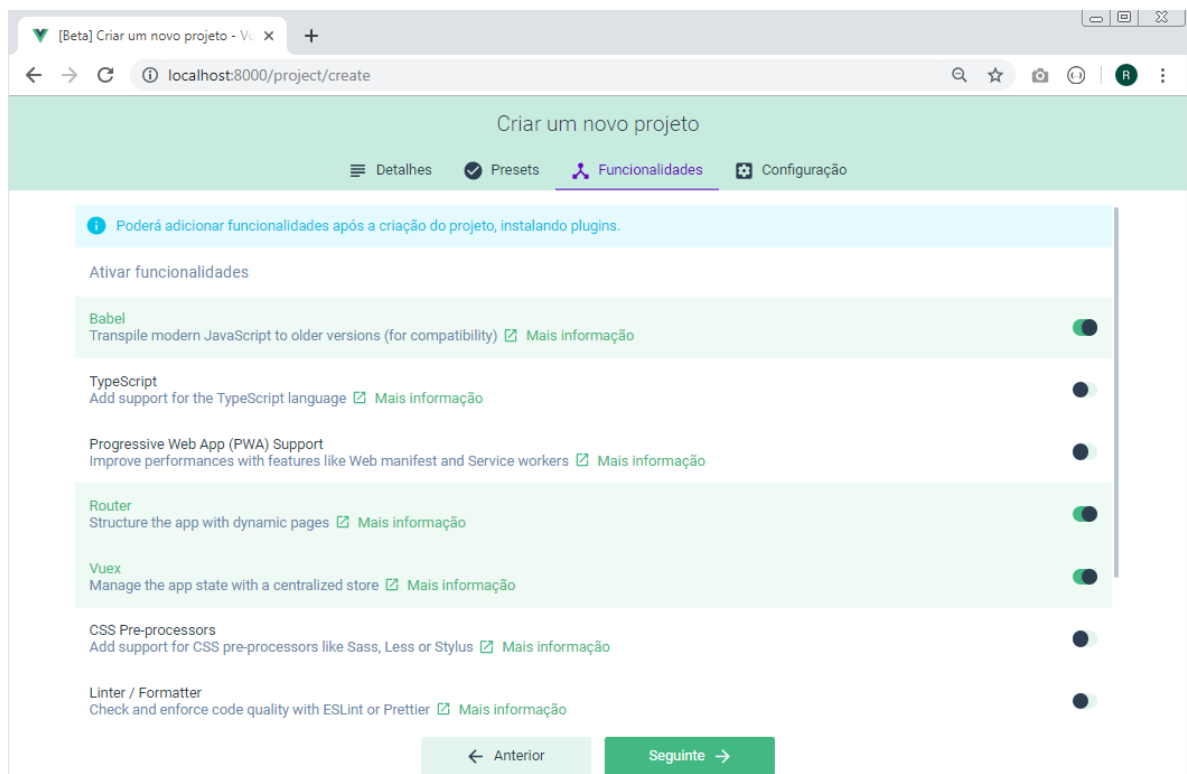 [Beta] Criar um novo projeto - Vu
localhost:8000/project/create
R
Criar um novo projeto
Detalhes Presets Funcionalidades Configuração
Poderá adicionar funcionalidades após a criação do projeto, instalando plugins.
Ativar funcionalidades
Babel
Transpile modern JavaScript to older versions (for compatibility) Mais informação
TypeScript
Add support for the TypeScript language Mais informação
Progressive Web App (PWA) Support
Improve performances with features like Web manifest and Service workers Mais informação
Router
Structure the app with dynamic pages Mais informação
Vuex
Manage the app state with a centralized store Mais informação
CSS Pre-processors
Add support for CSS pre-processors like Sass, Less or Stylus Mais informação
Linter / Formatter
Check and enforce code quality with ESLint or Prettier Mais informação
Anterior Seguinte